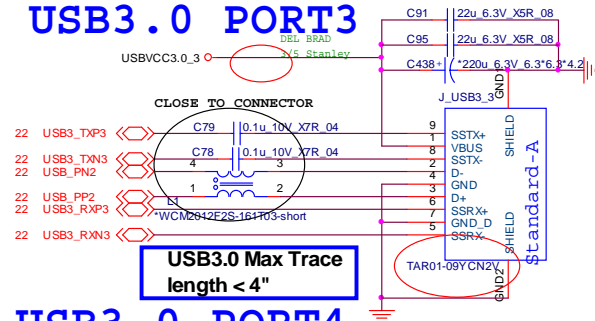 USB3.0 PORT3
C91 22u_6.3V_X5R_08
DEL BRAD
3/5 Stanley
C95 22u_6.3V_X5R_08
USBVCC3.0_3
C438 + *220u_6.3V_6.3*6.3*4.2
J_USB3_3
GND1
CLOSE TO CONNECTOR
22 USB3_TXP3 C79 0.1u_10V_X7R_04 9 SSTX+
SHIELD
1 VBUS
22 USB3_TXN3 C78 0.1u_10V_X7R_04 8 SSTX-
22 USB_PN2 4 3 2 D-
4 GND
22 USB_PP2 1 2 3 D+
22 USB3_RXP3 L1 6 SSRX+
*WCM2012F2S-161T03-short 7 GND_D
22 USB3_RXN3 5 SSRX-
SHIELD
Standard-A
USB3.0 Max Trace
length < 4"
TAR01-09YCN2V
GND2
USB3.0 PORT4